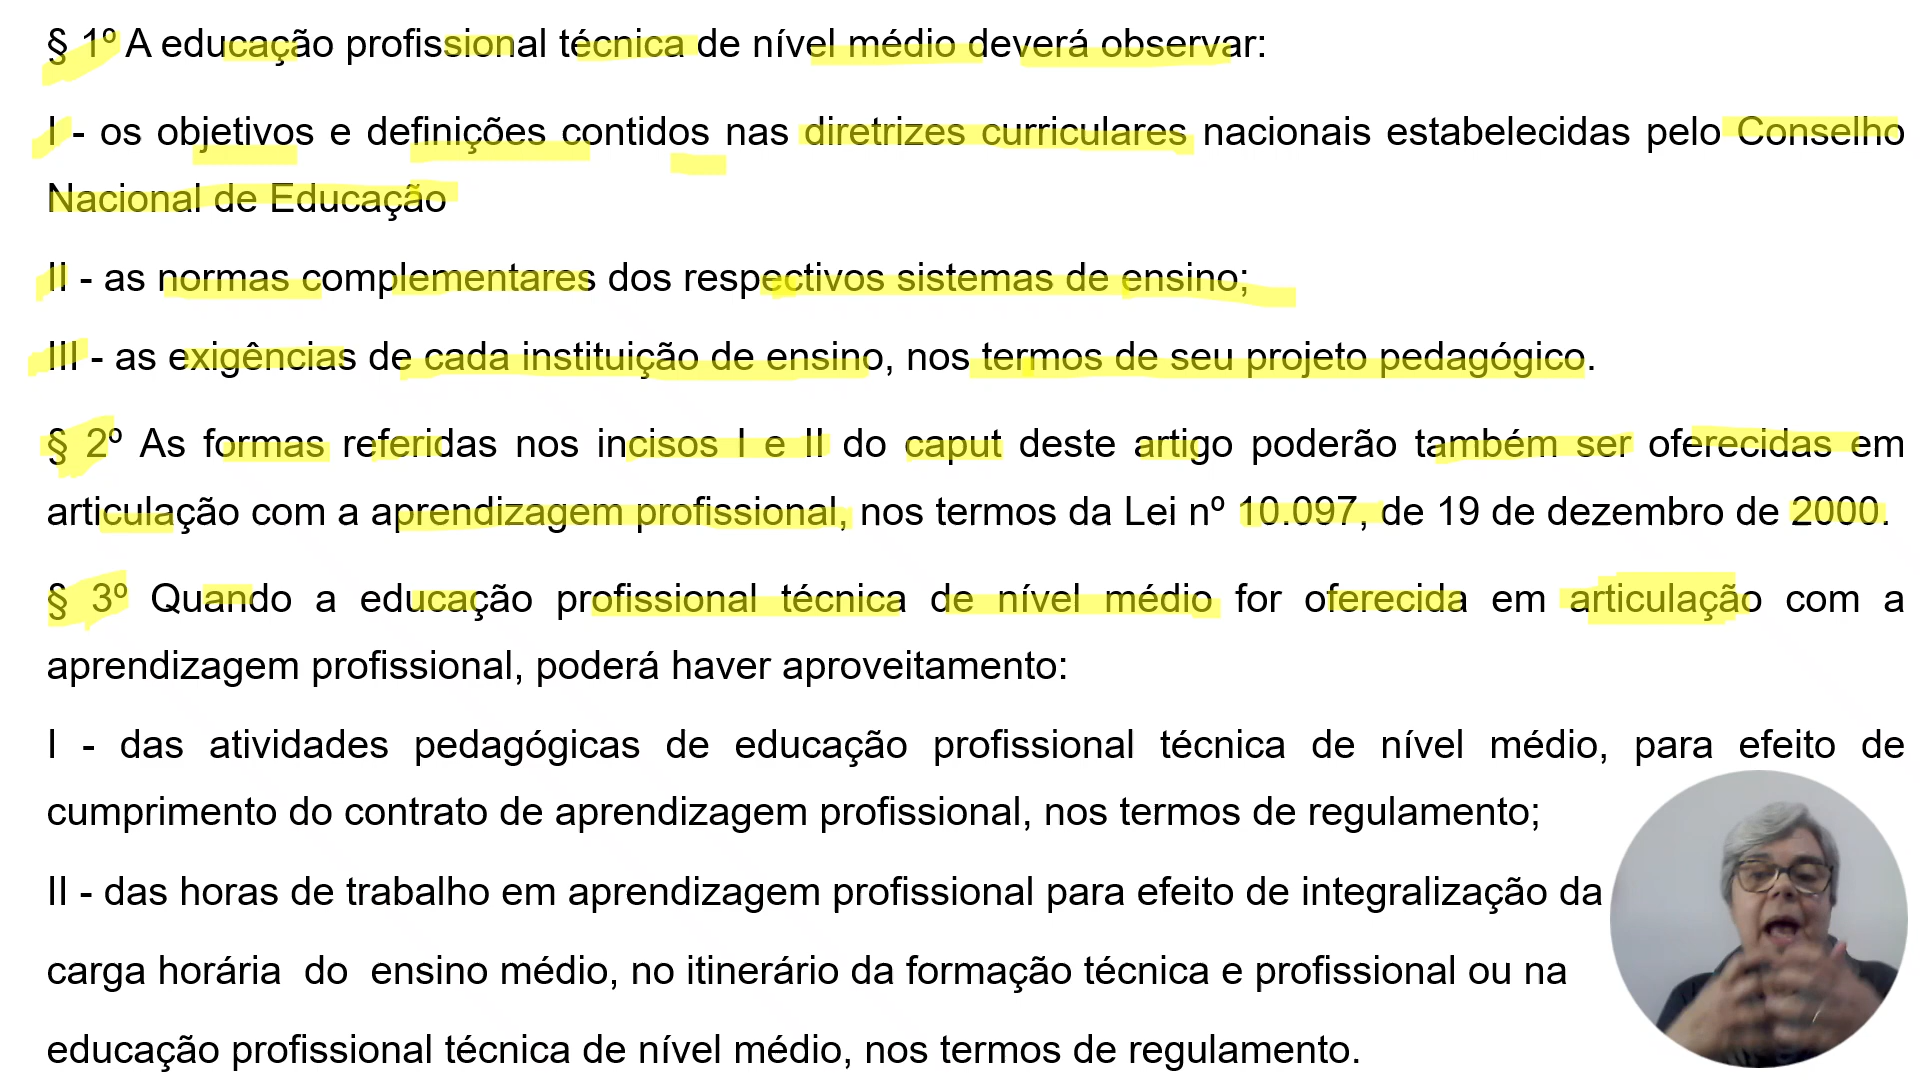 § 1º A educação profissional técnica de nível médio deverá observar:
I - os objetivos e definições contidos nas diretrizes curriculares nacionais estabelecidas pelo Conselho
Nacional de Educação
II - as normas complementares dos respectivos sistemas de ensino;
III - as exigências de cada instituição de ensino, nos termos de seu projeto pedagógico.
§ 2º As formas referidas nos incisos I e II do caput deste artigo poderão também ser oferecidas em
articulação com a aprendizagem profissional, nos termos da Lei nº 10.097, de 19 de dezembro de 2000.
§ 3º Quando a educação profissional técnica de nível médio for oferecida em articulação com a
aprendizagem profissional, poderá haver aproveitamento:
I - das atividades pedagógicas de educação profissional técnica de nível médio, para efeito de
cumprimento do contrato de aprendizagem profissional, nos termos de regulamento;
II - das horas de trabalho em aprendizagem profissional para efeito de integralização da
carga horária do ensino médio, no itinerário da formação técnica e profissional ou na
educação profissional técnica de nível médio, nos termos de regulamento.